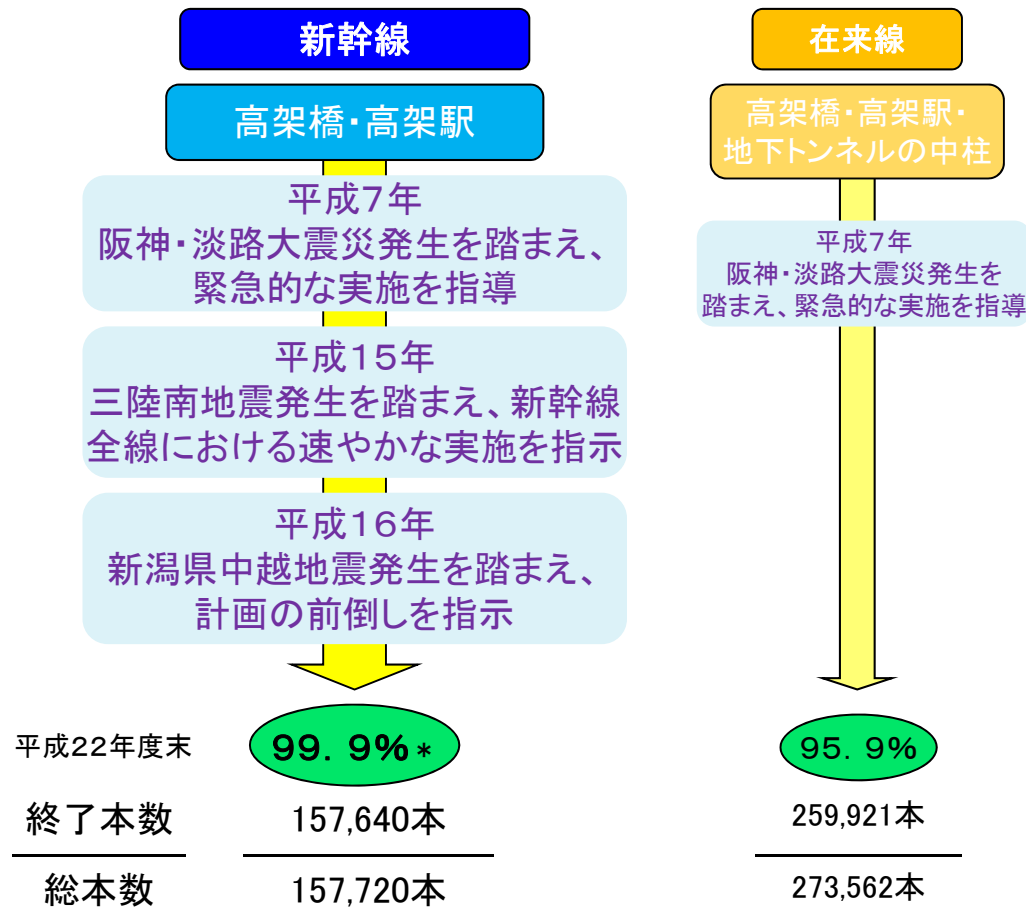 新幹線
高架橋・高架駅
平成7年
阪神・淡路大震災発生を踏まえ、
緊急的な実施を指導
平成15年
三陸南地震発生を踏まえ、新幹線
全線における速やかな実施を指示
平成16年
新潟県中越地震発生を踏まえ、
計画の前倒しを指示
在来線
高架橋・高架駅・
地下トンネルの中柱
平成7年
阪神・淡路大震災発生を
踏まえ、緊急的な実施を指導
平成22年度末 99.9%* 95.9%
終了本数 157,640本 259,921本
総本数 157,720本 273,562本